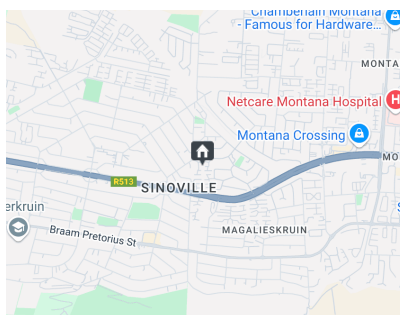 Chamberlain Montana
- Famous for Hardware...
MONTA
Netcare Montana Hospital
H
Montana Crossing
MO
R513
SINOVILLE
erkruin
S
MAGALIESKRUIN
Braam Pretorius St